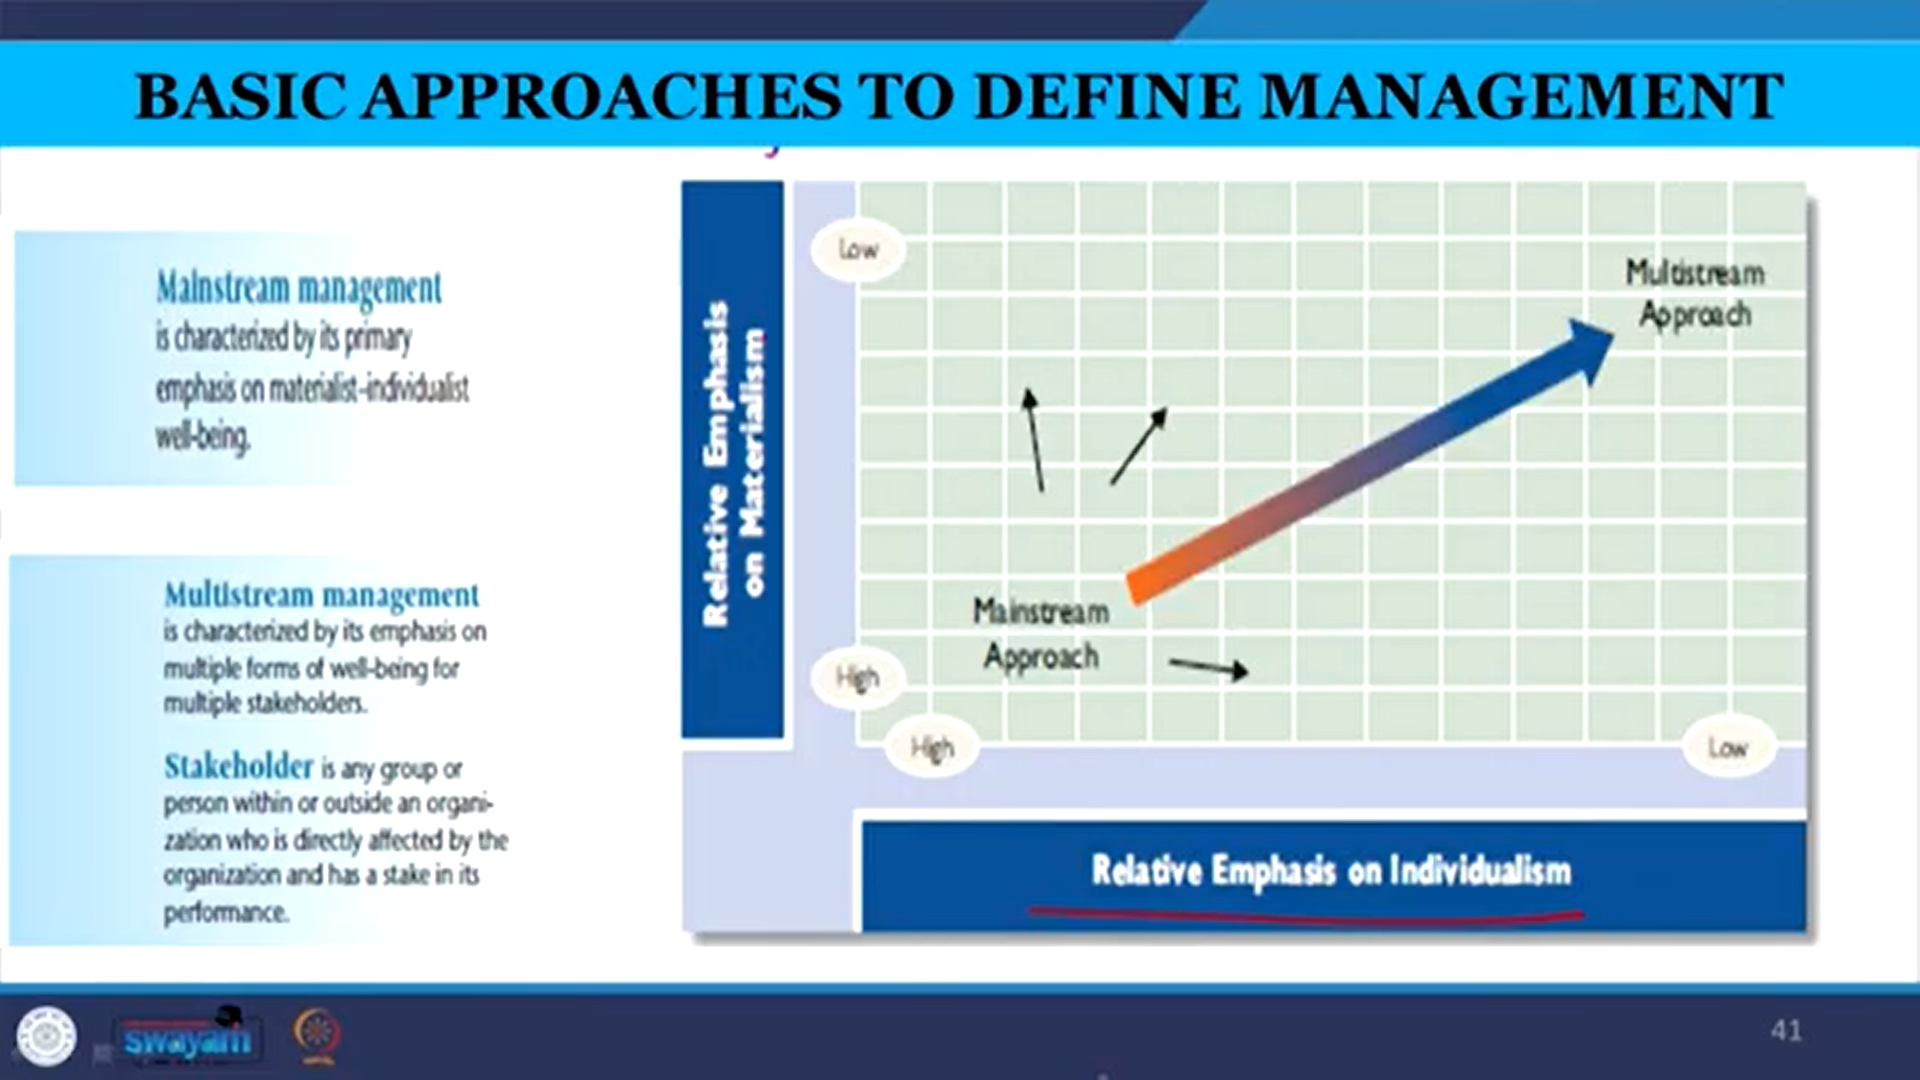 BASIC APPROACHES TO DEFINE MANAGEMENT
Mainstream management
is characterized by its primary
emphasis on materialist-individualist
well-being.
Multistream management
is characterized by its emphasis on
multiple forms of well-being for
multiple stakeholders.
Stakeholder is any group or
person within or outside an organi-
zation who is directly affected by the
organization and has a stake in its
performance.
Relative Emphasis
on Materialism
Low
High
Multistream
Approach
Mainstream
Approach
High
Low
Relative Emphasis on Individualism
swayam
41